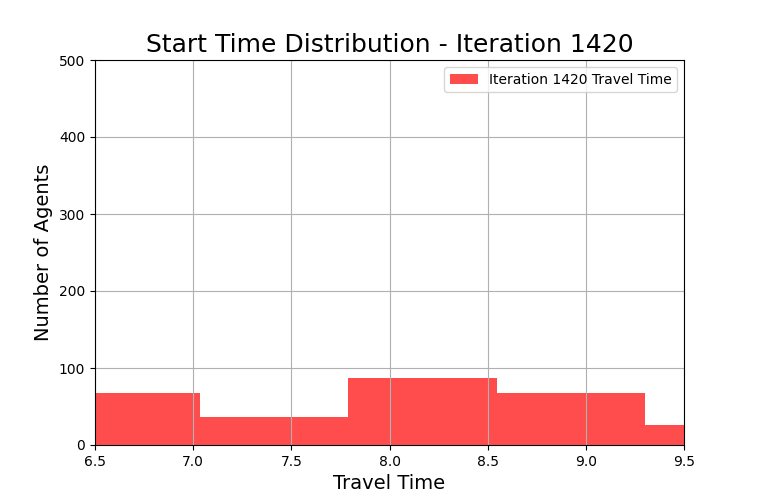 Start Time Distribution - Iteration 1420
500
Iteration 1420 Travel Time
400
300
200
100
0
Number of Agents
6.5 7.0 7.5 8.0 8.5 9.0 9.5
Travel Time